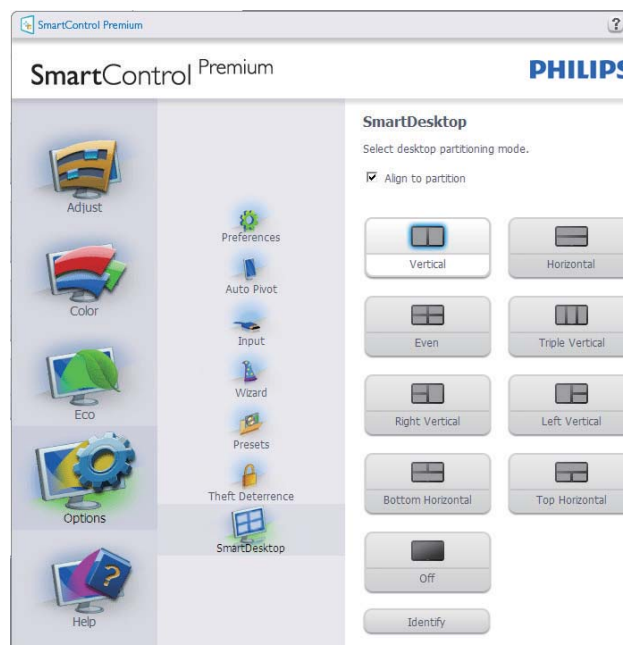 SmartControl Premium
?
SmartControl Premium
PHILIPS
Adjust
Color
Eco
Options
Help
Preferences
Auto Pivot
Input
Wizard
Presets
Theft Deterrence
SmartDesktop
SmartDesktop
Select desktop partitioning mode.
Align to partition
Vertical
Horizontal
Even
Triple Vertical
Right Vertical
Left Vertical
Bottom Horizontal
Top Horizontal
Off
Identify